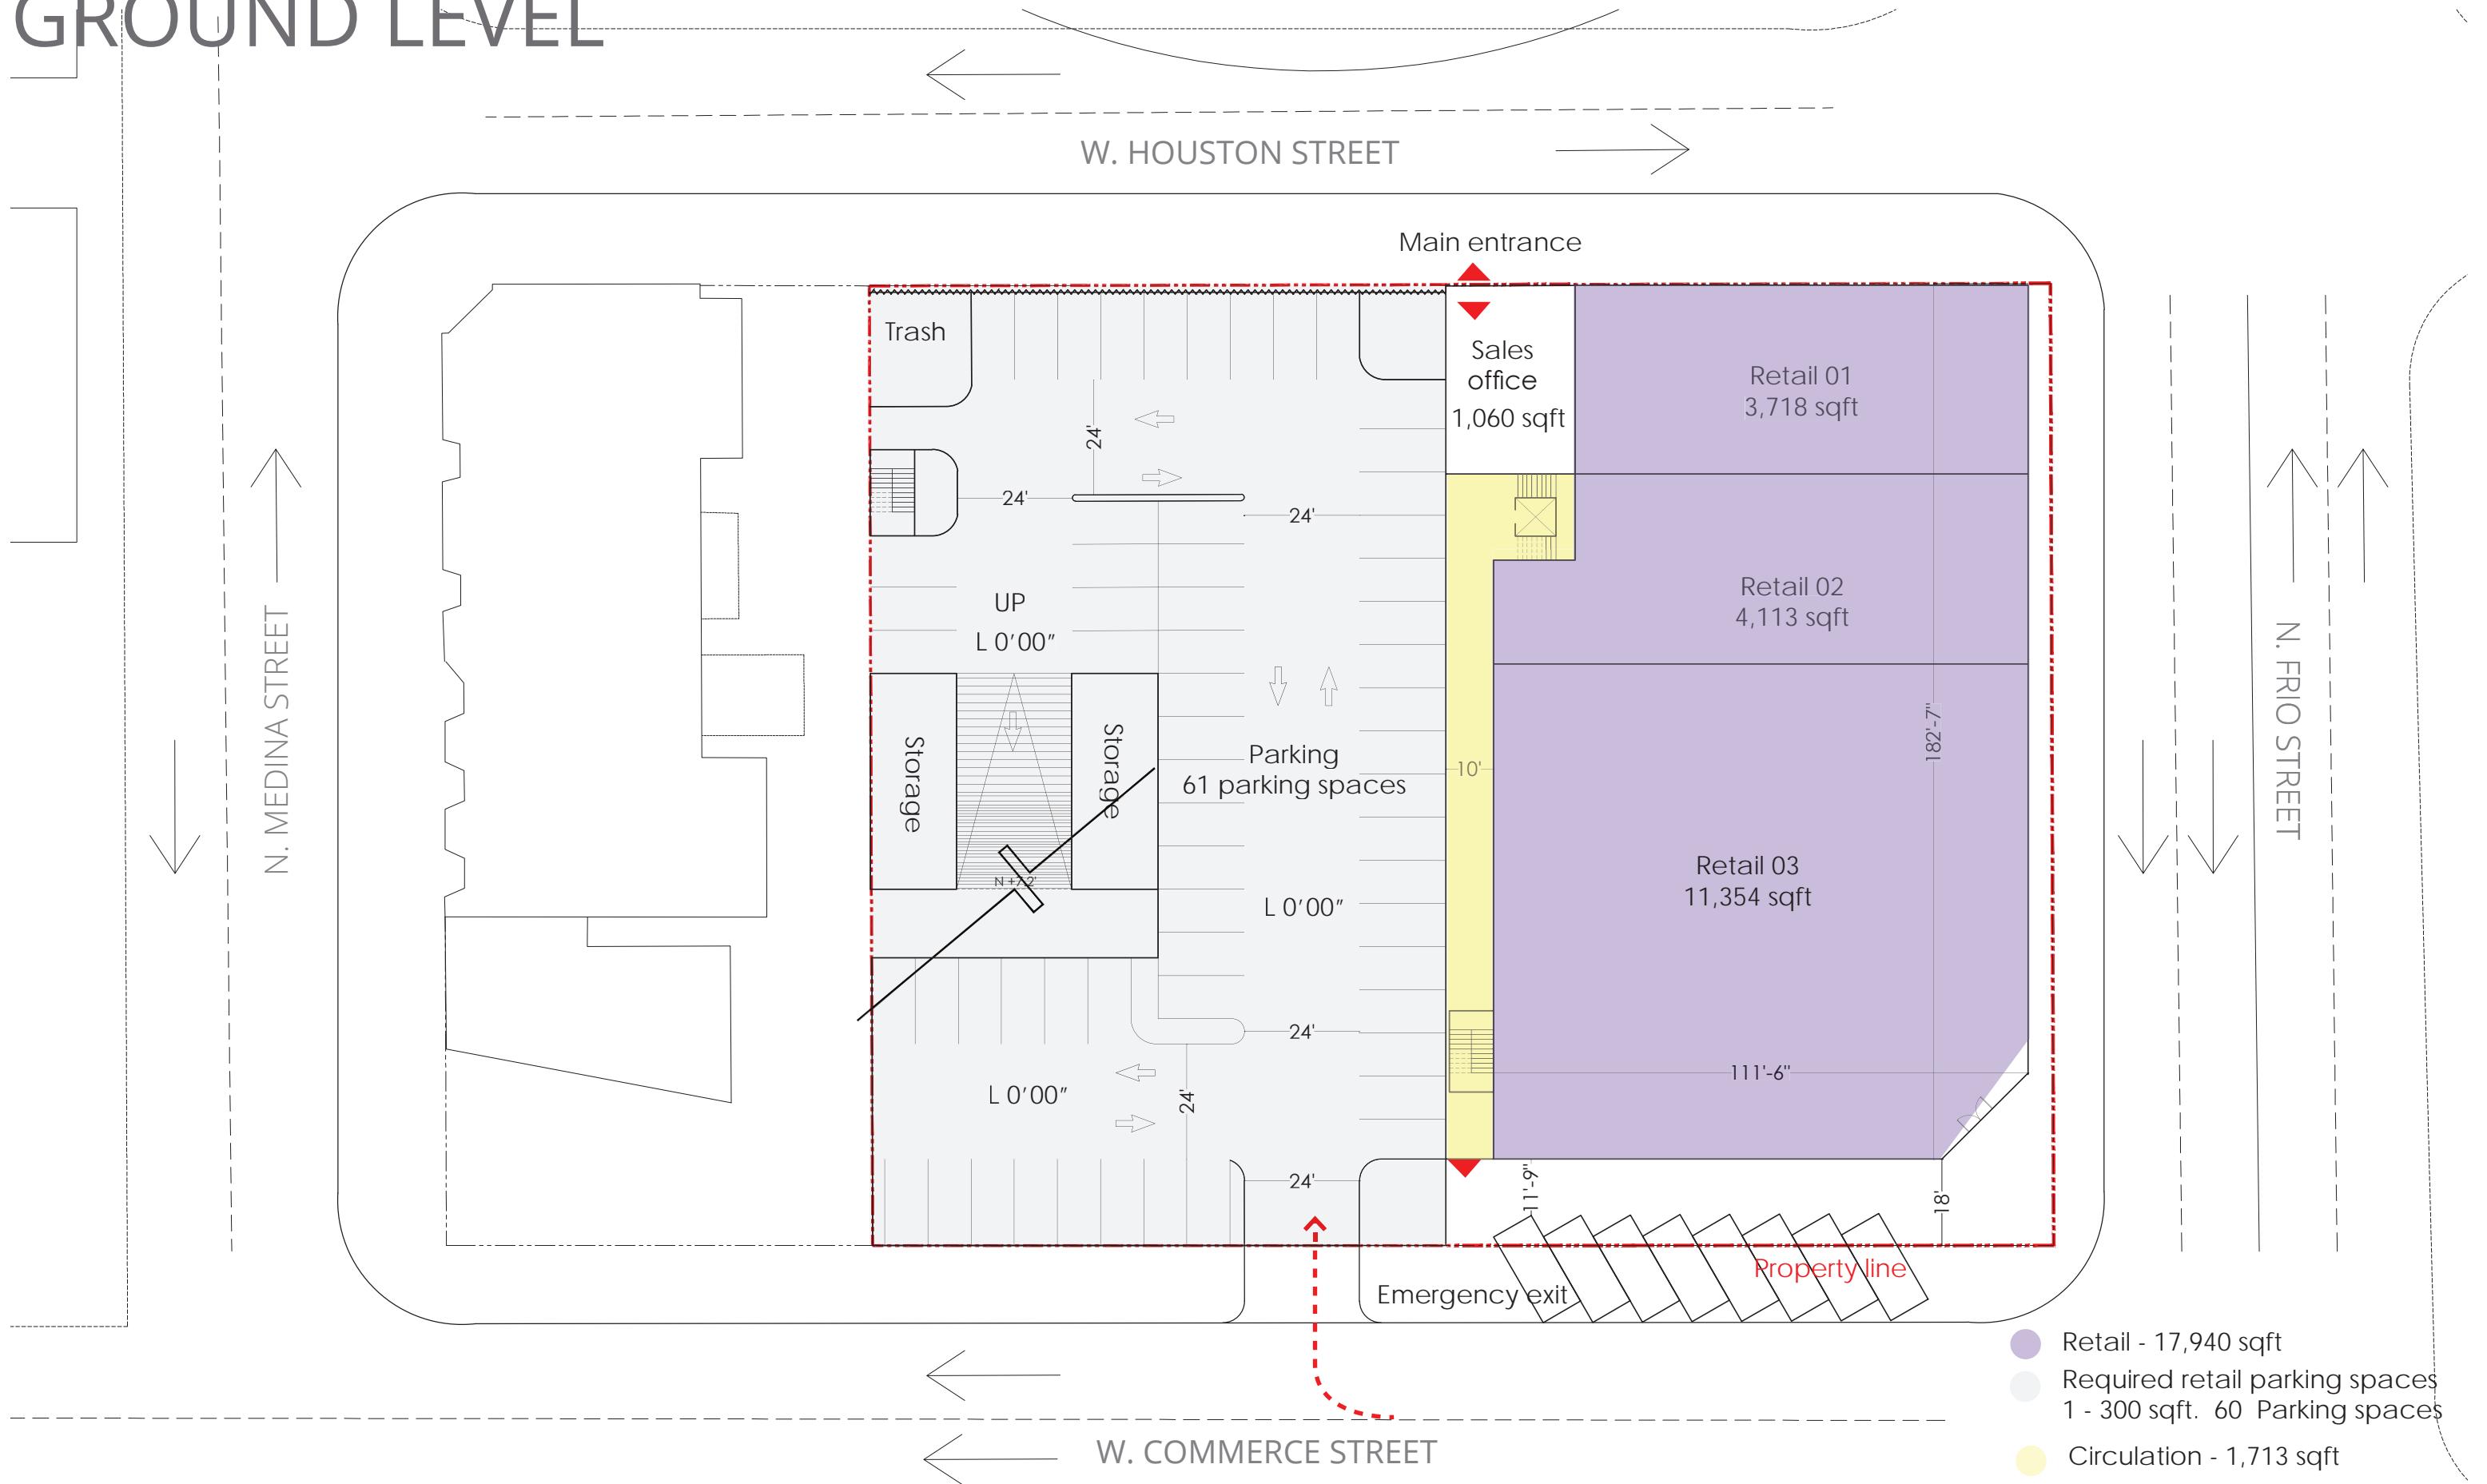 GROUND LEVEL
W. HOUSTON STREET
Main entrance
Trash
Sales
office
1,060 sqft
Retail 01
3,718 sqft
24'
24'
24'
UP
L 0'00"
Retail 02
4,113 sqft
N. MEDINA STREET
N. FRIO STREET
Storage
Storage
Parking
61 parking spaces
10'
182'-7"
N +7.2'
Retail 03
11,354 sqft
L 0'00"
24'
111'-6"
L 0'00"
24'
24'
11'-9"
18'
Property line
Emergency exit
Retail - 17,940 sqft
Required retail parking spaces
1 - 300 sqft. 60 Parking spaces
Circulation - 1,713 sqft
W. COMMERCE STREET